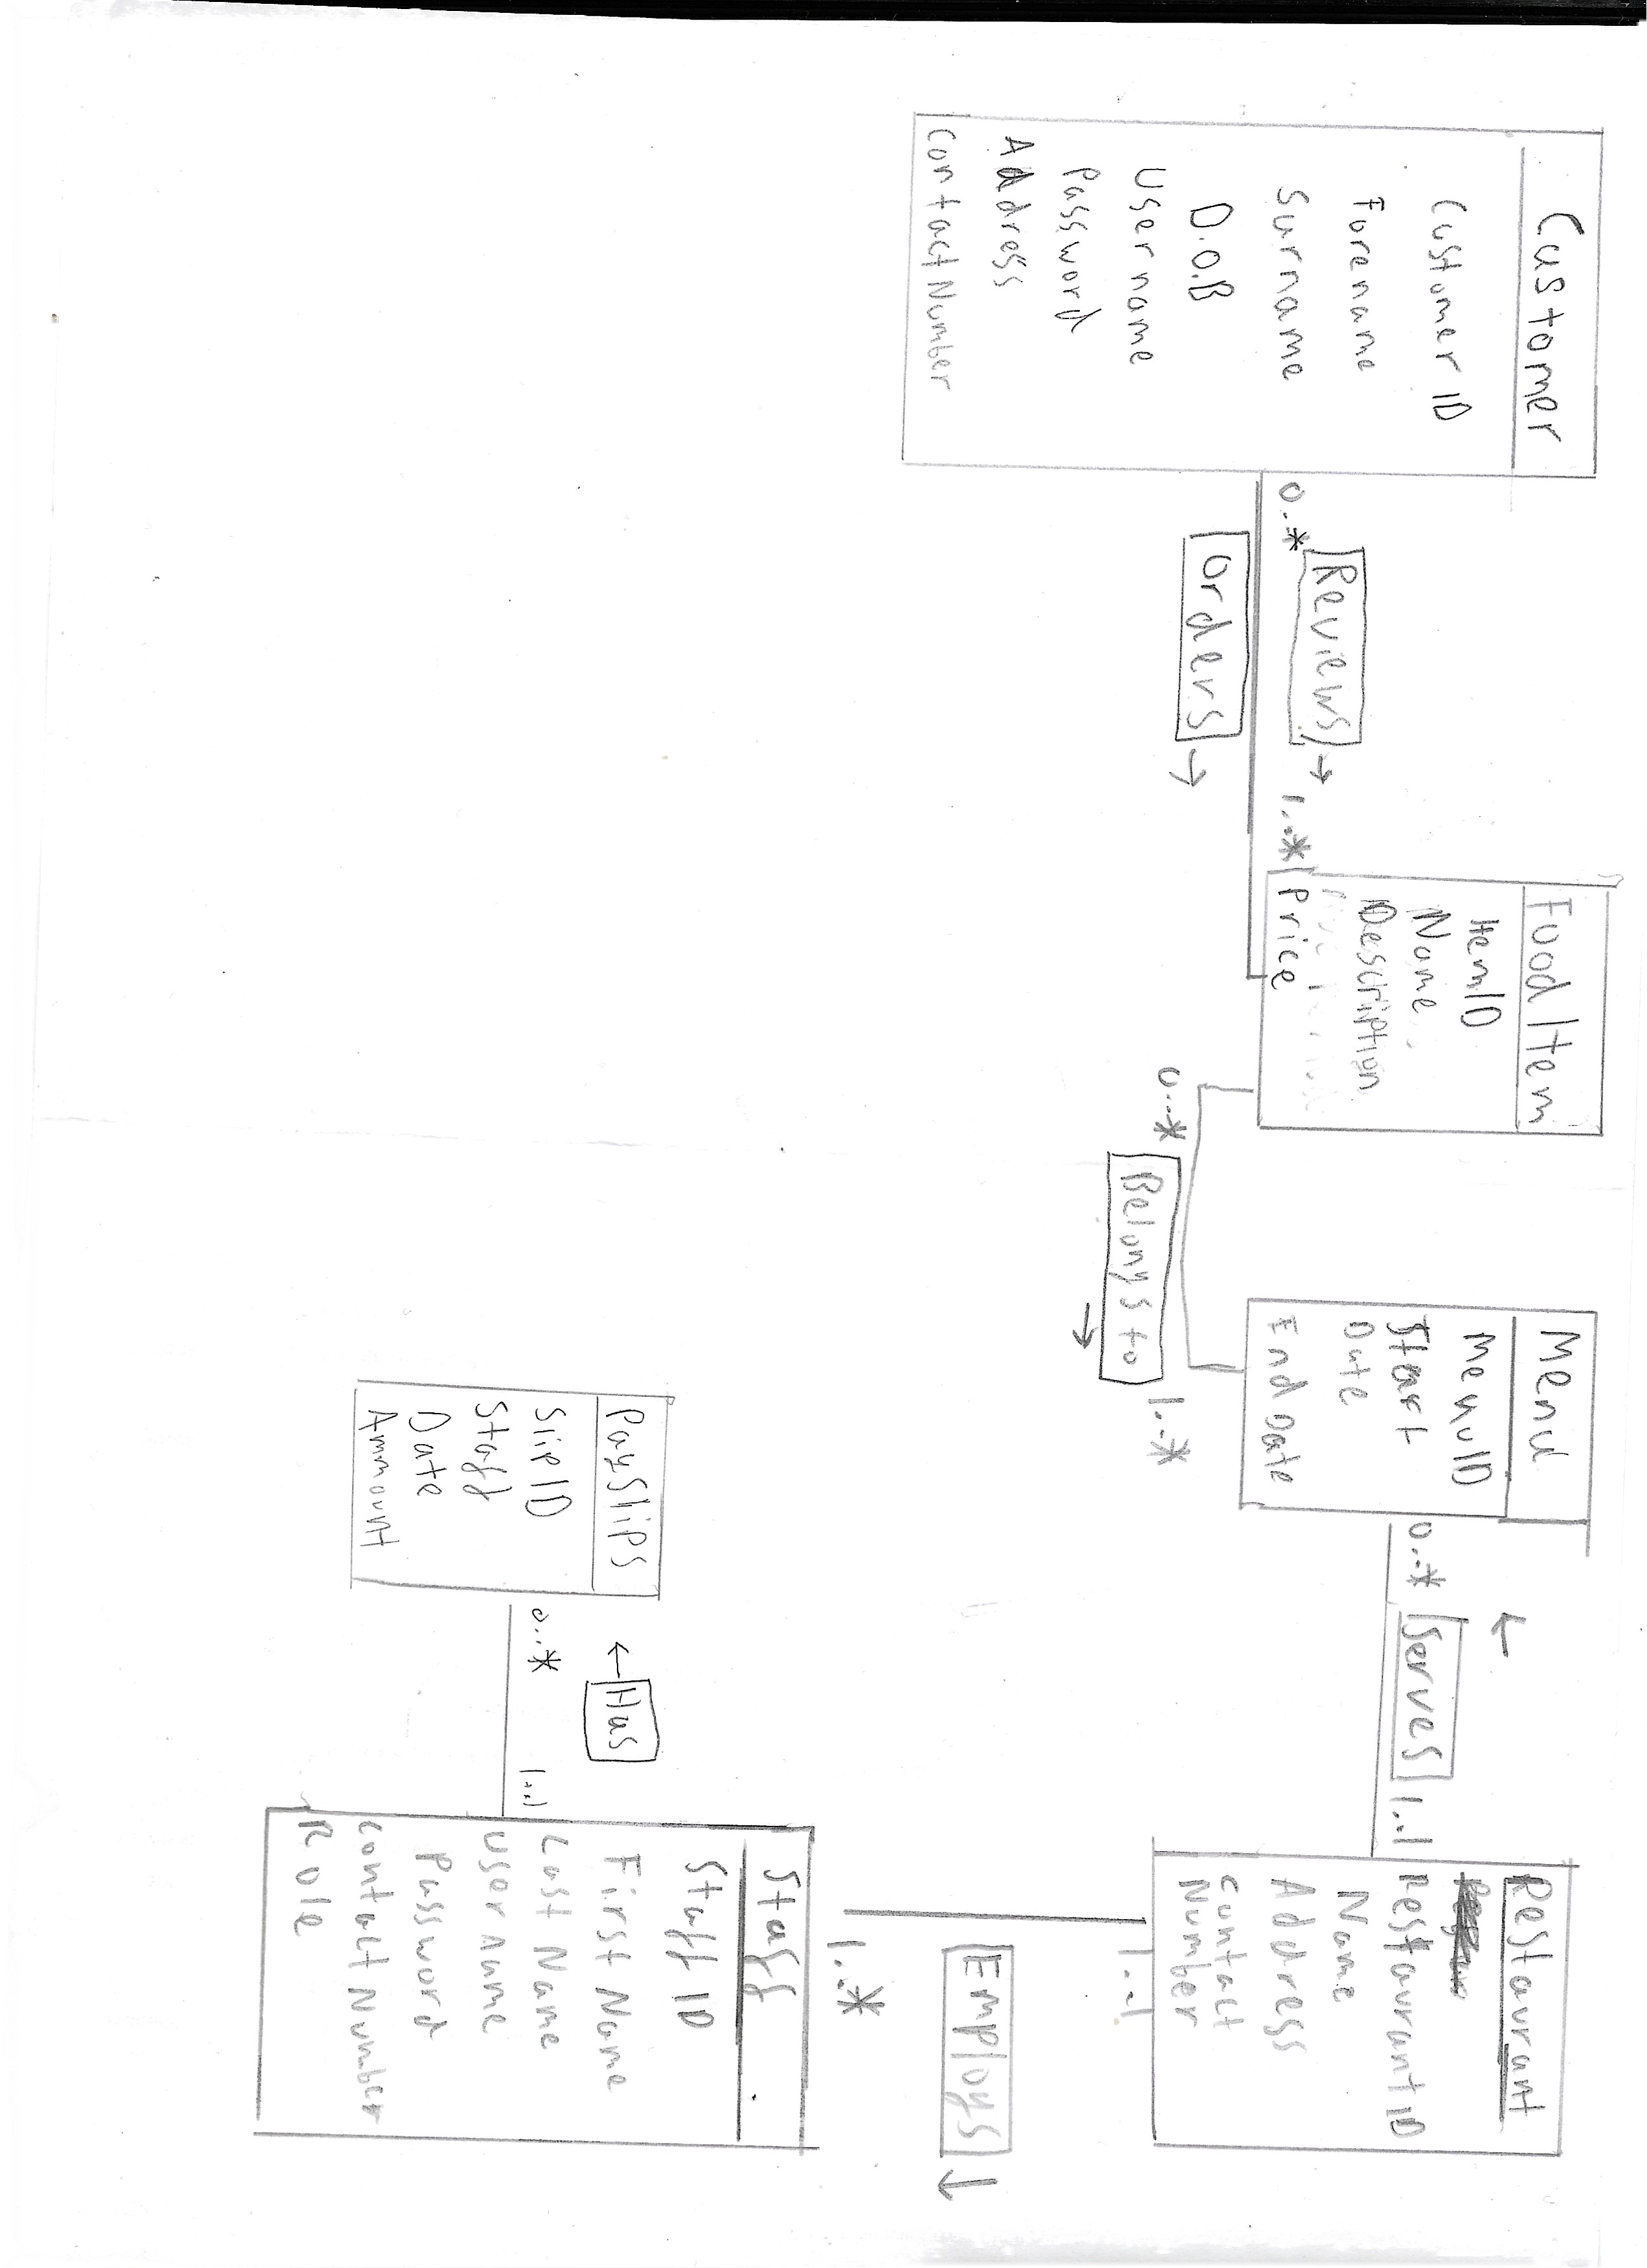 Customer
Customer ID
Forename
Surname
D.O.B
Username
Password
Address
Contact Number
0..*
Reviews →
1..*
Orders →
Food Item
ItemID
Name
Description
Price
0..*
Belongs to
→
1..*
Menu
MenuID
Start
Date
End Date
←
0..*
Serves
1..1
Restaurant
Restaurant ID
Name
Address
Contact
Number
1..1
Employs ↓
1..*
Staff
Staff ID
First Name
Last Name
Username
Password
Contact Number
Role
← Has
0..*
1..1
PaySlips
SlipID
Staff
Date
Ammount